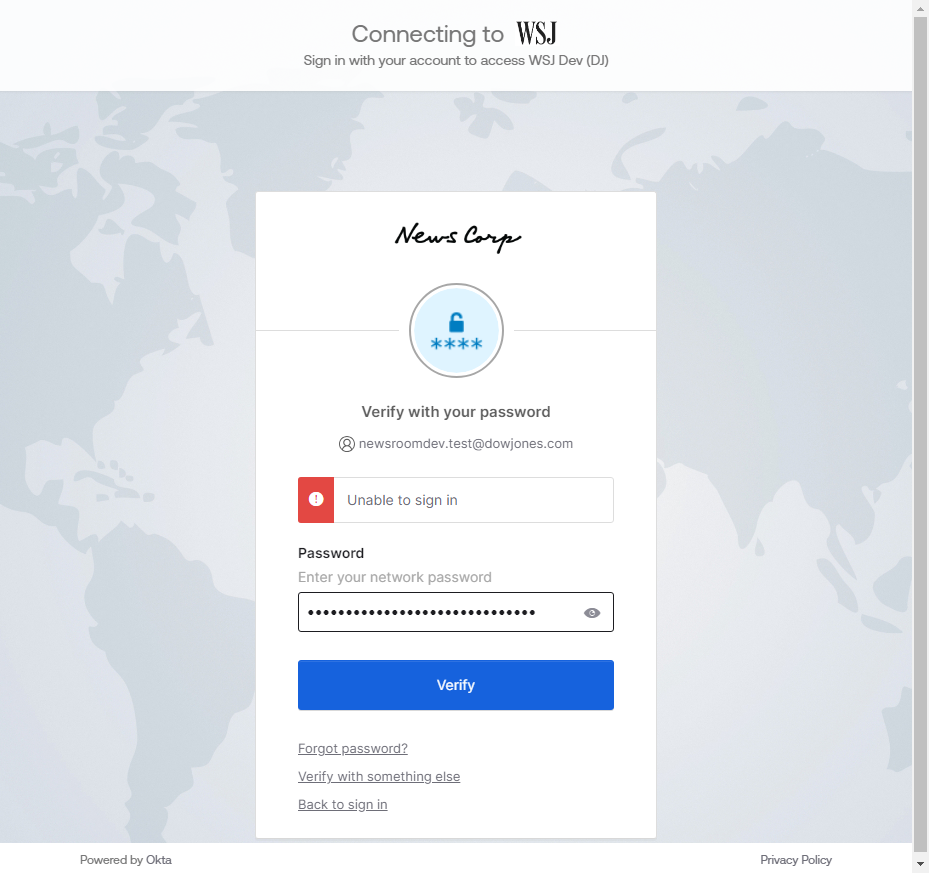 Connecting to WSJ
Sign in with your account to access WSJ Dev (DJ)
News Corp
****
Verify with your password
newsroomdev.test@dowjones.com
Unable to sign in
Password
Enter your network password
••••••••••••••••••••••••••••••
Verify
Forgot password?
Verify with something else
Back to sign in
Powered by Okta
Privacy Policy